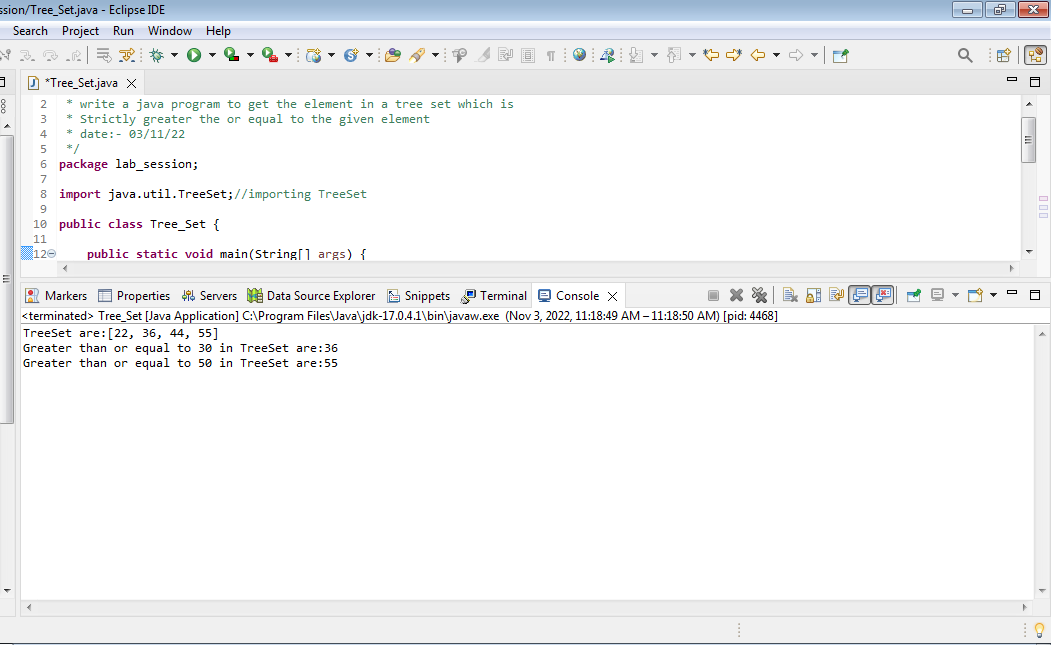 ssion/Tree_Set.java - Eclipse IDE
Search Project Run Window Help
*Tree_Set.java
2 * write a java program to get the element in a tree set which is
3 * Strictly greater the or equal to the given element
4 * date:- 03/11/22
5 */
6 package lab_session;
7
8 import java.util.TreeSet;//importing TreeSet
9
10 public class Tree_Set {
11
12 public static void main(String[] args) {
Markers Properties Servers Data Source Explorer Snippets Terminal Console
<terminated> Tree_Set [Java Application] C:\Program Files\Java\jdk-17.0.4.1\bin\javaw.exe (Nov 3, 2022, 11:18:49 AM – 11:18:50 AM) [pid: 4468]
TreeSet are:[22, 36, 44, 55]
Greater than or equal to 30 in TreeSet are:36
Greater than or equal to 50 in TreeSet are:55